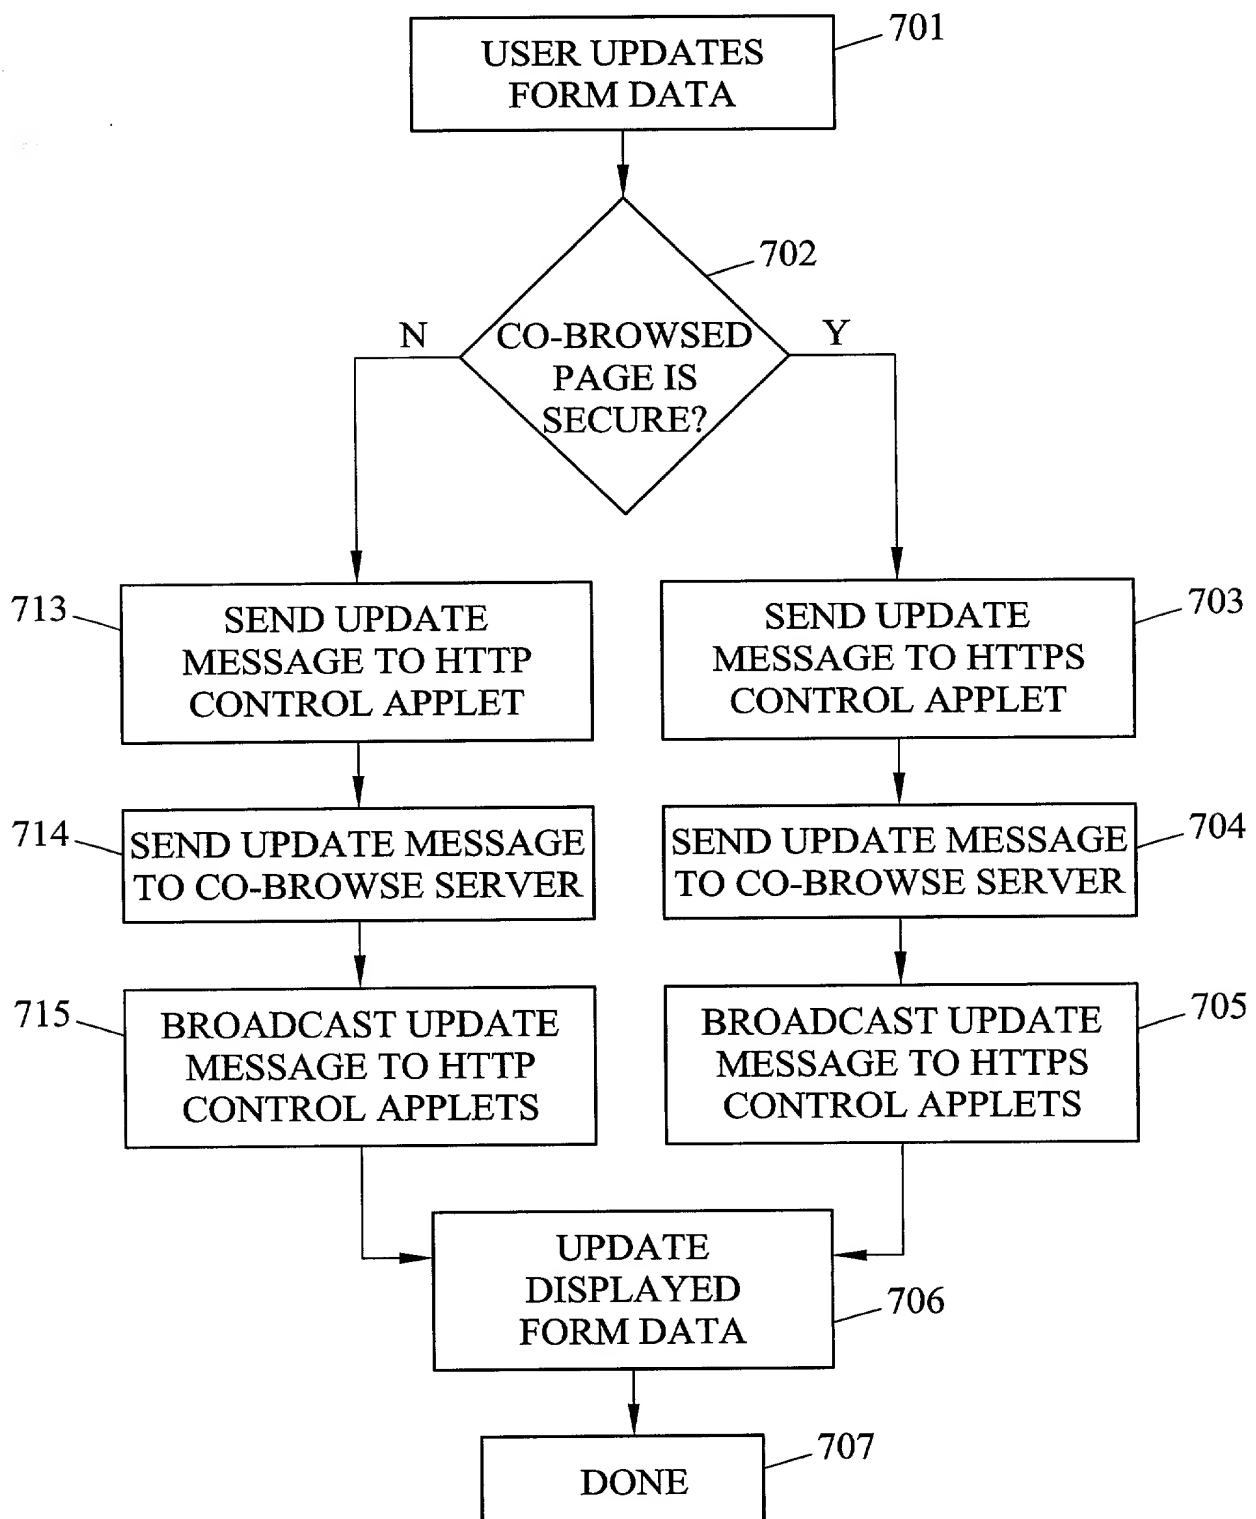 701
USER UPDATES
FORM DATA
702
N
Y
CO-BROWSED
PAGE IS
SECURE?
713
SEND UPDATE
MESSAGE TO HTTP
CONTROL APPLET
703
SEND UPDATE
MESSAGE TO HTTPS
CONTROL APPLET
714
SEND UPDATE MESSAGE
TO CO-BROWSE SERVER
704
SEND UPDATE MESSAGE
TO CO-BROWSE SERVER
715
BROADCAST UPDATE
MESSAGE TO HTTP
CONTROL APPLETS
705
BROADCAST UPDATE
MESSAGE TO HTTPS
CONTROL APPLETS
UPDATE
DISPLAYED
FORM DATA
706
707
DONE